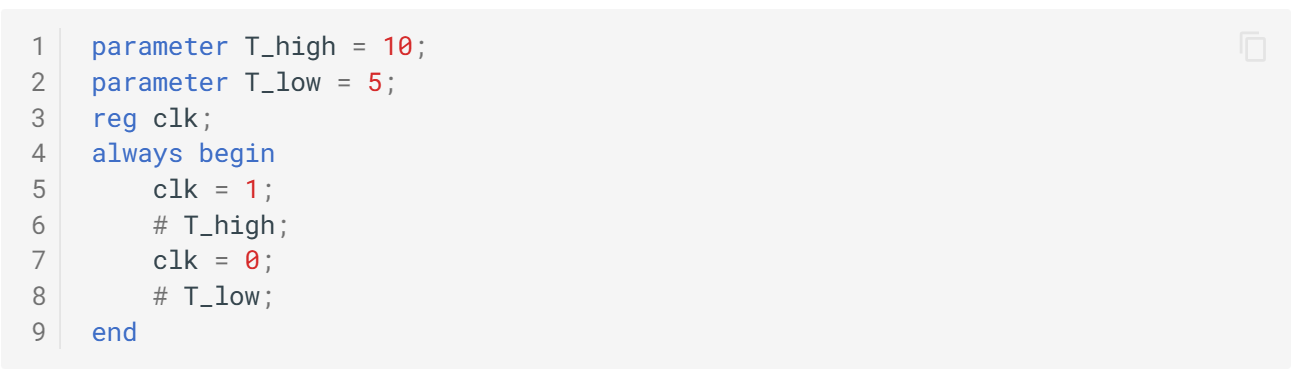 1 parameter T_high = 10;
2 parameter T_low = 5;
3 reg clk;
4 always begin
5     clk = 1;
6     # T_high;
7     clk = 0;
8     # T_low;
9 end